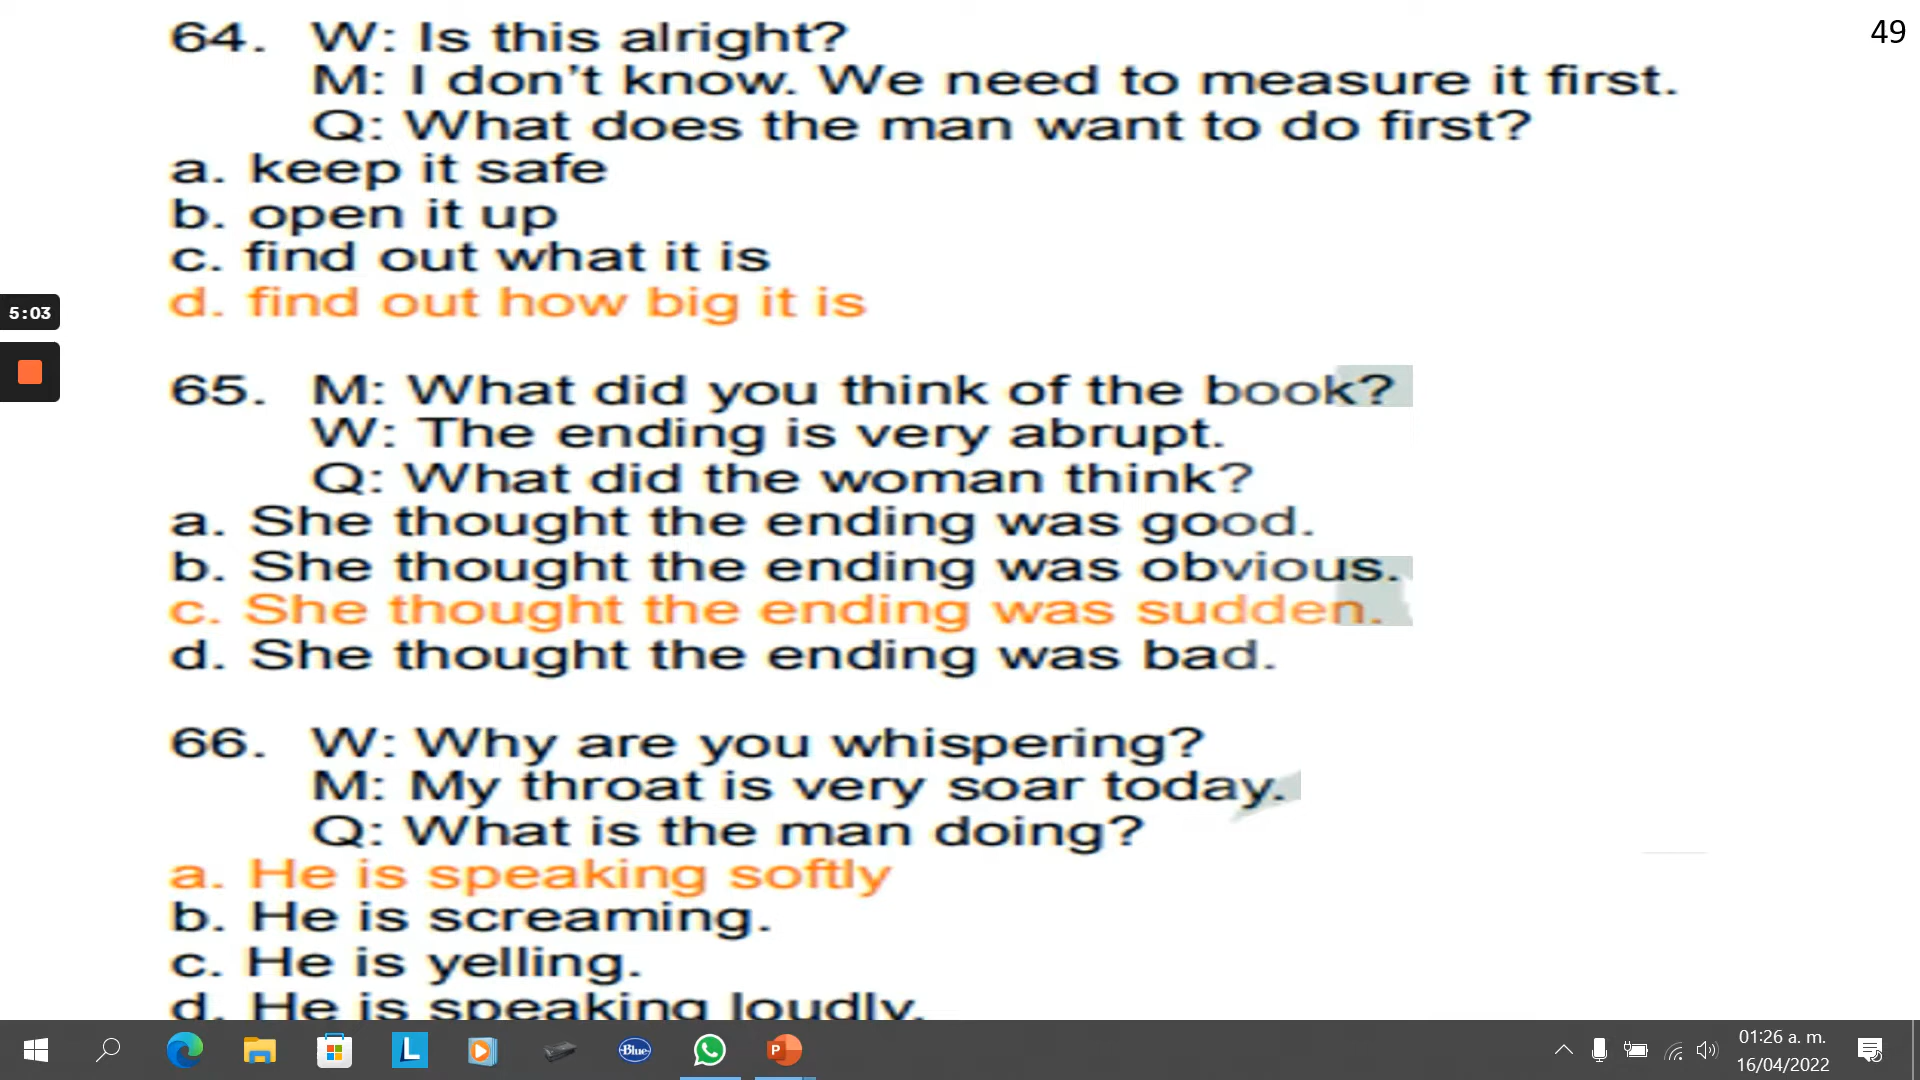 49
64. W: Is this alright?
M: I don't know. We need to measure it first.
Q: What does the man want to do first?
a. keep it safe
b. open it up
c. find out what it is
d. find out how big it is
5:03
65. M: What did you think of the book?
W: The ending is very abrupt.
Q: What did the woman think?
a. She thought the ending was good.
b. She thought the ending was obvious.
c. She thought the ending was sudden.
d. She thought the ending was bad.
66. W: Why are you whispering?
M: My throat is very soar today.
Q: What is the man doing?
a. He is speaking softly
b. He is screaming.
c. He is yelling.
d. He is speaking loudly.
L
Blue
P
01:26 a. m.
16/04/2022